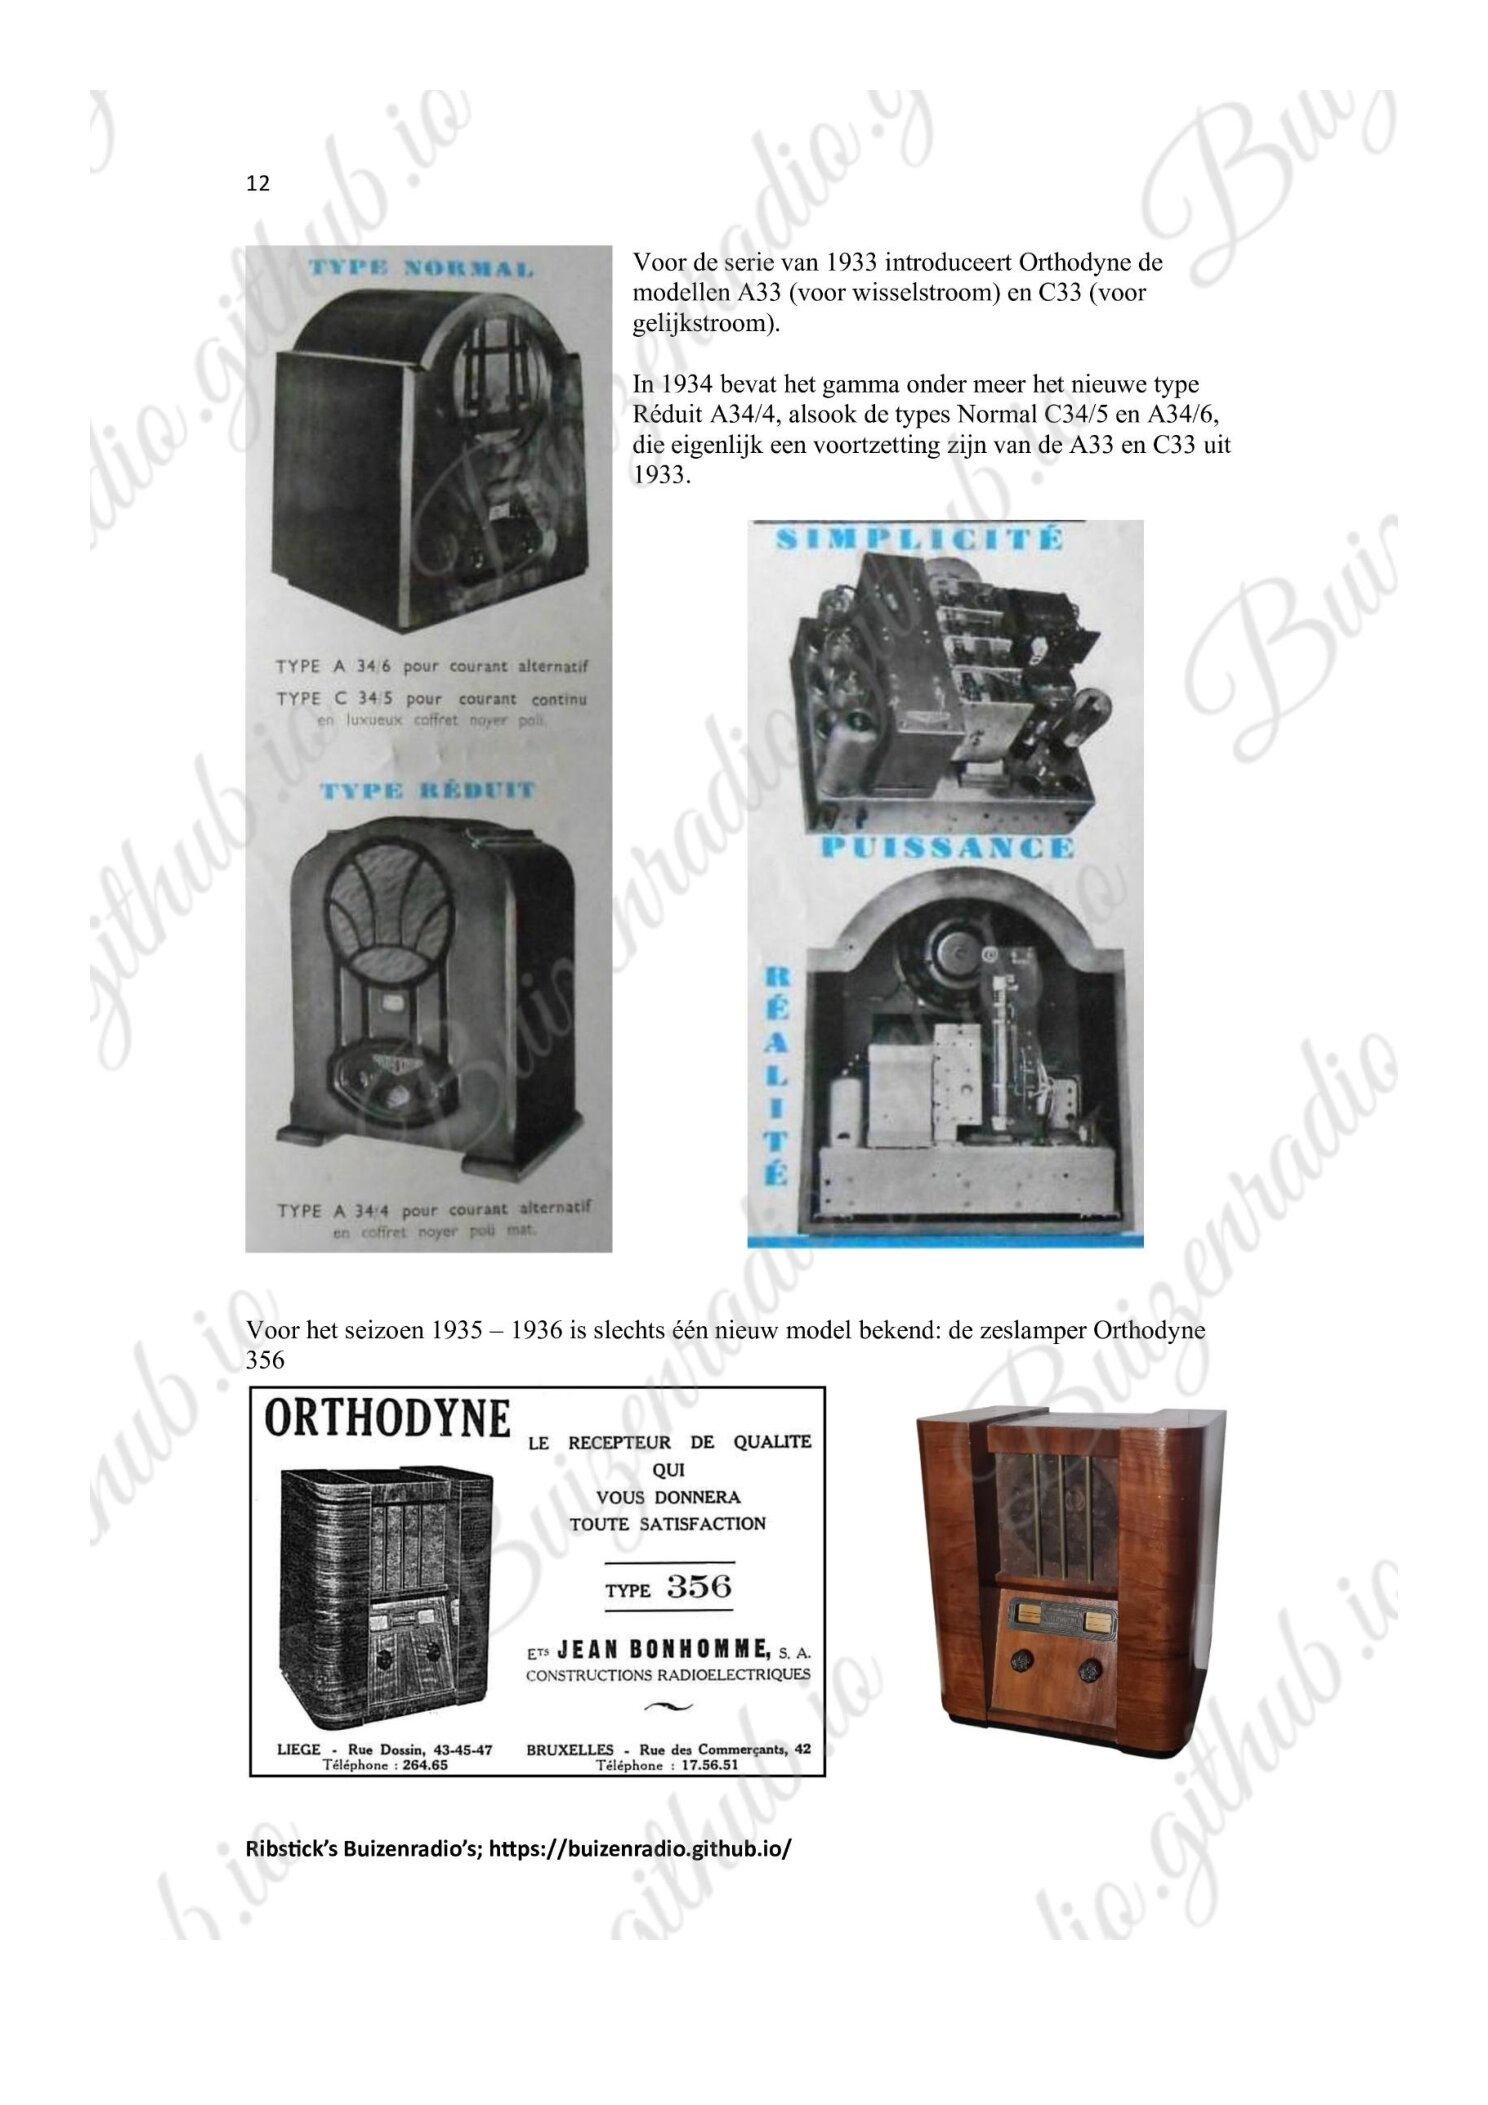 12
TYPE NORMAL
TYPE A 34/6 pour courant alternatif
TYPE C 34/5 pour courant continu
en luxueux coffret noyer poli.
TYPE RÉDUIT
TYPE A 34/4 pour courant alternatif
en coffret noyer poli mat.
Voor de serie van 1933 introduceert Orthodyne de
modellen A33 (voor wisselstroom) en C33 (voor
gelijkstroom).
In 1934 bevat het gamma onder meer het nieuwe type
Réduit A34/4, alsook de types Normal C34/5 en A34/6,
die eigenlijk een voortzetting zijn van de A33 en C33 uit
1933.
SIMPLICITÉ
PUISSANCE
RÉALITÉ
Voor het seizoen 1935 – 1936 is slechts één nieuw model bekend: de zeslamper Orthodyne
356
ORTHODYNE
LE RECEPTEUR DE QUALITE
QUI
VOUS DONNERA
TOUTE SATISFACTION
TYPE 356
ETS JEAN BONHOMME, S. A.
CONSTRUCTIONS RADIOELECTRIQUES
LIEGE - Rue Dossin, 43-45-47
Téléphone : 264.65
BRUXELLES - Rue des Commerçants, 42
Téléphone : 17.56.51
Ribstick’s Buizenradio’s; https://buizenradio.github.io/
Buizenradio.github.io